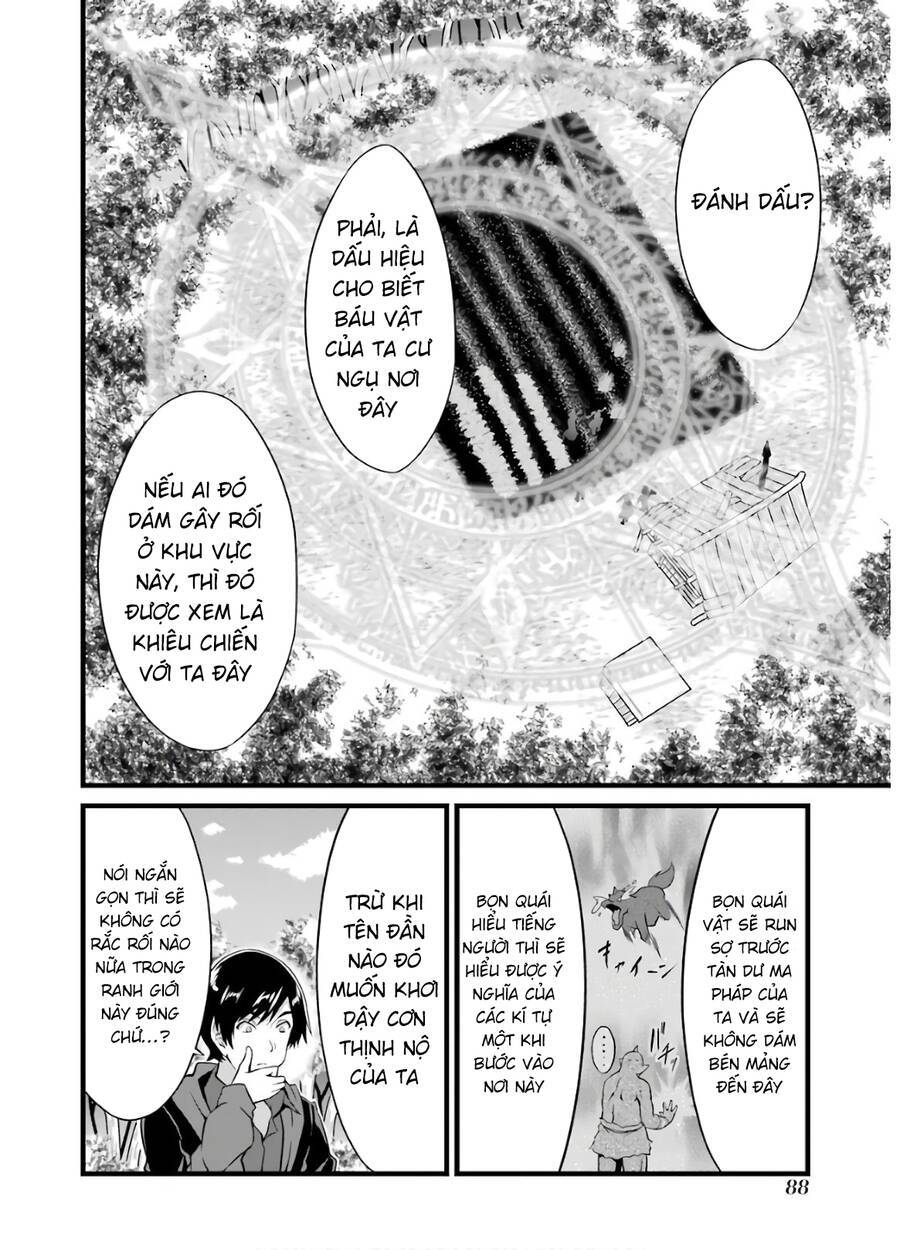 ĐÁNH DẤU?
PHẢI, LÀ
DẤU HIỆU
CHO BIẾT
BÁU VẬT
CỦA TA CƯ
NGỤ NƠI
ĐÂY
NẾU AI ĐÓ
DÁM GÂY RỐI
Ở KHU VỰC
NÀY, THÌ ĐÓ
ĐƯỢC XEM LÀ
KHIÊU CHIẾN
VỚI TA ĐÂY
BỌN QUÁI
VẬT SẼ RUN
SỢ TRƯỚC
TÀN DƯ MA
PHÁP CỦA
TA VÀ SẼ
KHÔNG DÁM
BÉN MẢNG
ĐẾN ĐÂY
キャイーン
....
BỌN QUÁI
HIỂU TIẾNG
NGƯỜI THÌ SẼ
HIỂU ĐƯỢC Ý
NGHĨA CỦA
CÁC KÍ TỰ
MỘT KHI
BƯỚC VÀO
NƠI NÀY
TRỪ KHI
TÊN ĐẦN
NÀO ĐÓ
MUỐN KHƠI
DẬY CƠN
THỊNH NỘ
CỦA TA
NÓI NGẮN
GỌN THÌ SẼ
KHÔNG CÓ
RẮC RỐI NÀO
NỮA TRONG
RANH GIỚI
NÀY ĐÚNG
CHỨ...?
88